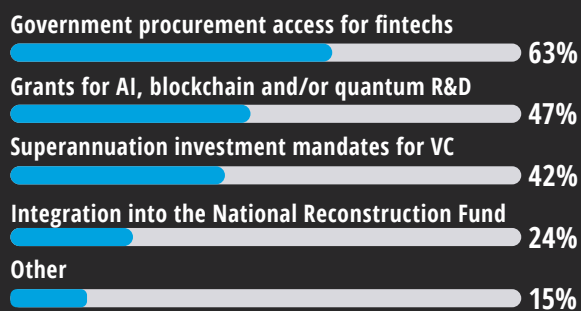 Government procurement access for fintechs
63%
Grants for AI, blockchain and/or quantum R&D
47%
Superannuation investment mandates for VC
42%
Integration into the National Reconstruction Fund
24%
Other
15%